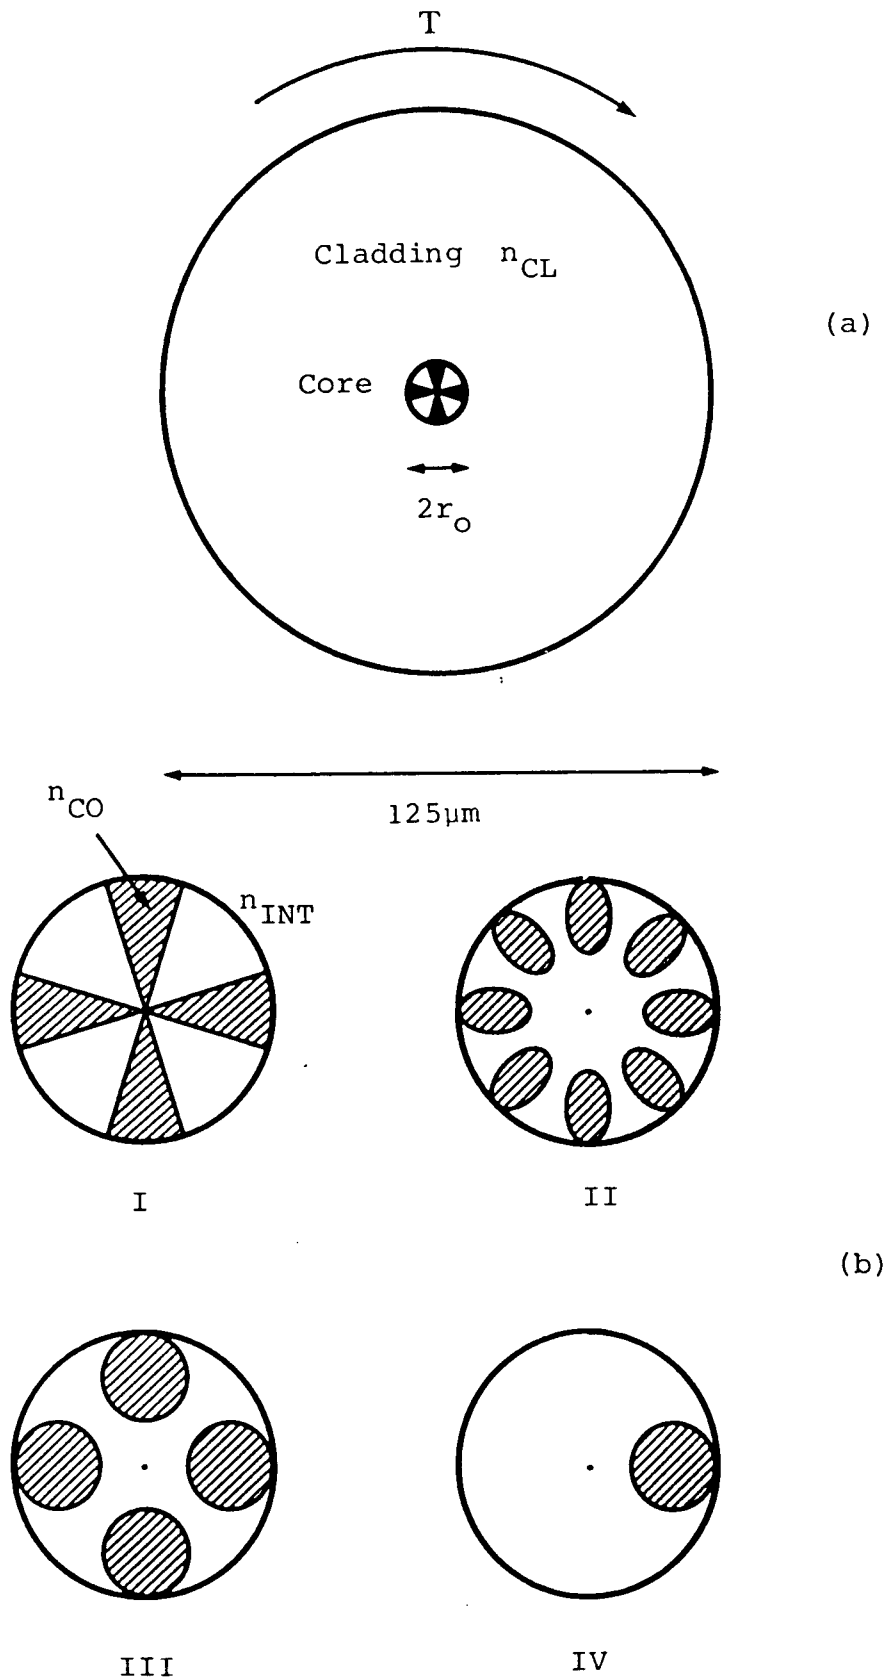 T
Cladding n_CL
(a)
Core
2r_o
125μm
n_CO
n_INT
I
II
(b)
III
IV